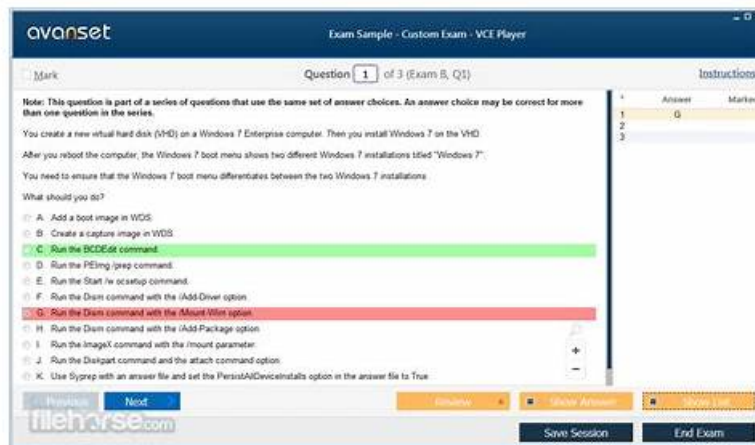 avanset
Exam Sample - Custom Exam - VCE Player
Mark
Question 1 of 3 (Exam B, Q1)
Instructions
Note: This question is part of a series of questions that use the same set of answer choices. An answer choice may be correct for more
than one question in the series.
You create a new virtual hard disk (VHD) on a Windows 7 Enterprise computer. Then you install Windows 7 on the VHD.
After you reboot the computer, the Windows 7 boot menu shows two different Windows 7 installations titled "Windows 7".
You need to ensure that the Windows 7 boot menu differentiates between the two Windows 7 installations.
What should you do?
A. Add a boot image in WDS.
B. Create a capture image in WDS.
C. Run the BCDEdit command.
D. Run the PEImg /prep command.
E. Run the Start /w ocsetup command.
F. Run the Dism command with the /Add-Driver option.
G. Run the Dism command with the /Mount-Wim option.
H. Run the Dism command with the /Add-Package option.
I. Run the ImageX command with the /mount parameter.
J. Run the Diskpart command and the attach command option.
K. Use Sysprep with an answer file and set the PersistAllDeviceInstalls option in the answer file to True
* Answer Marked
1 G
2
3
+
−
Previous
Next
Review
Show Answer
Show List
filehorse.com
Save Session
End Exam